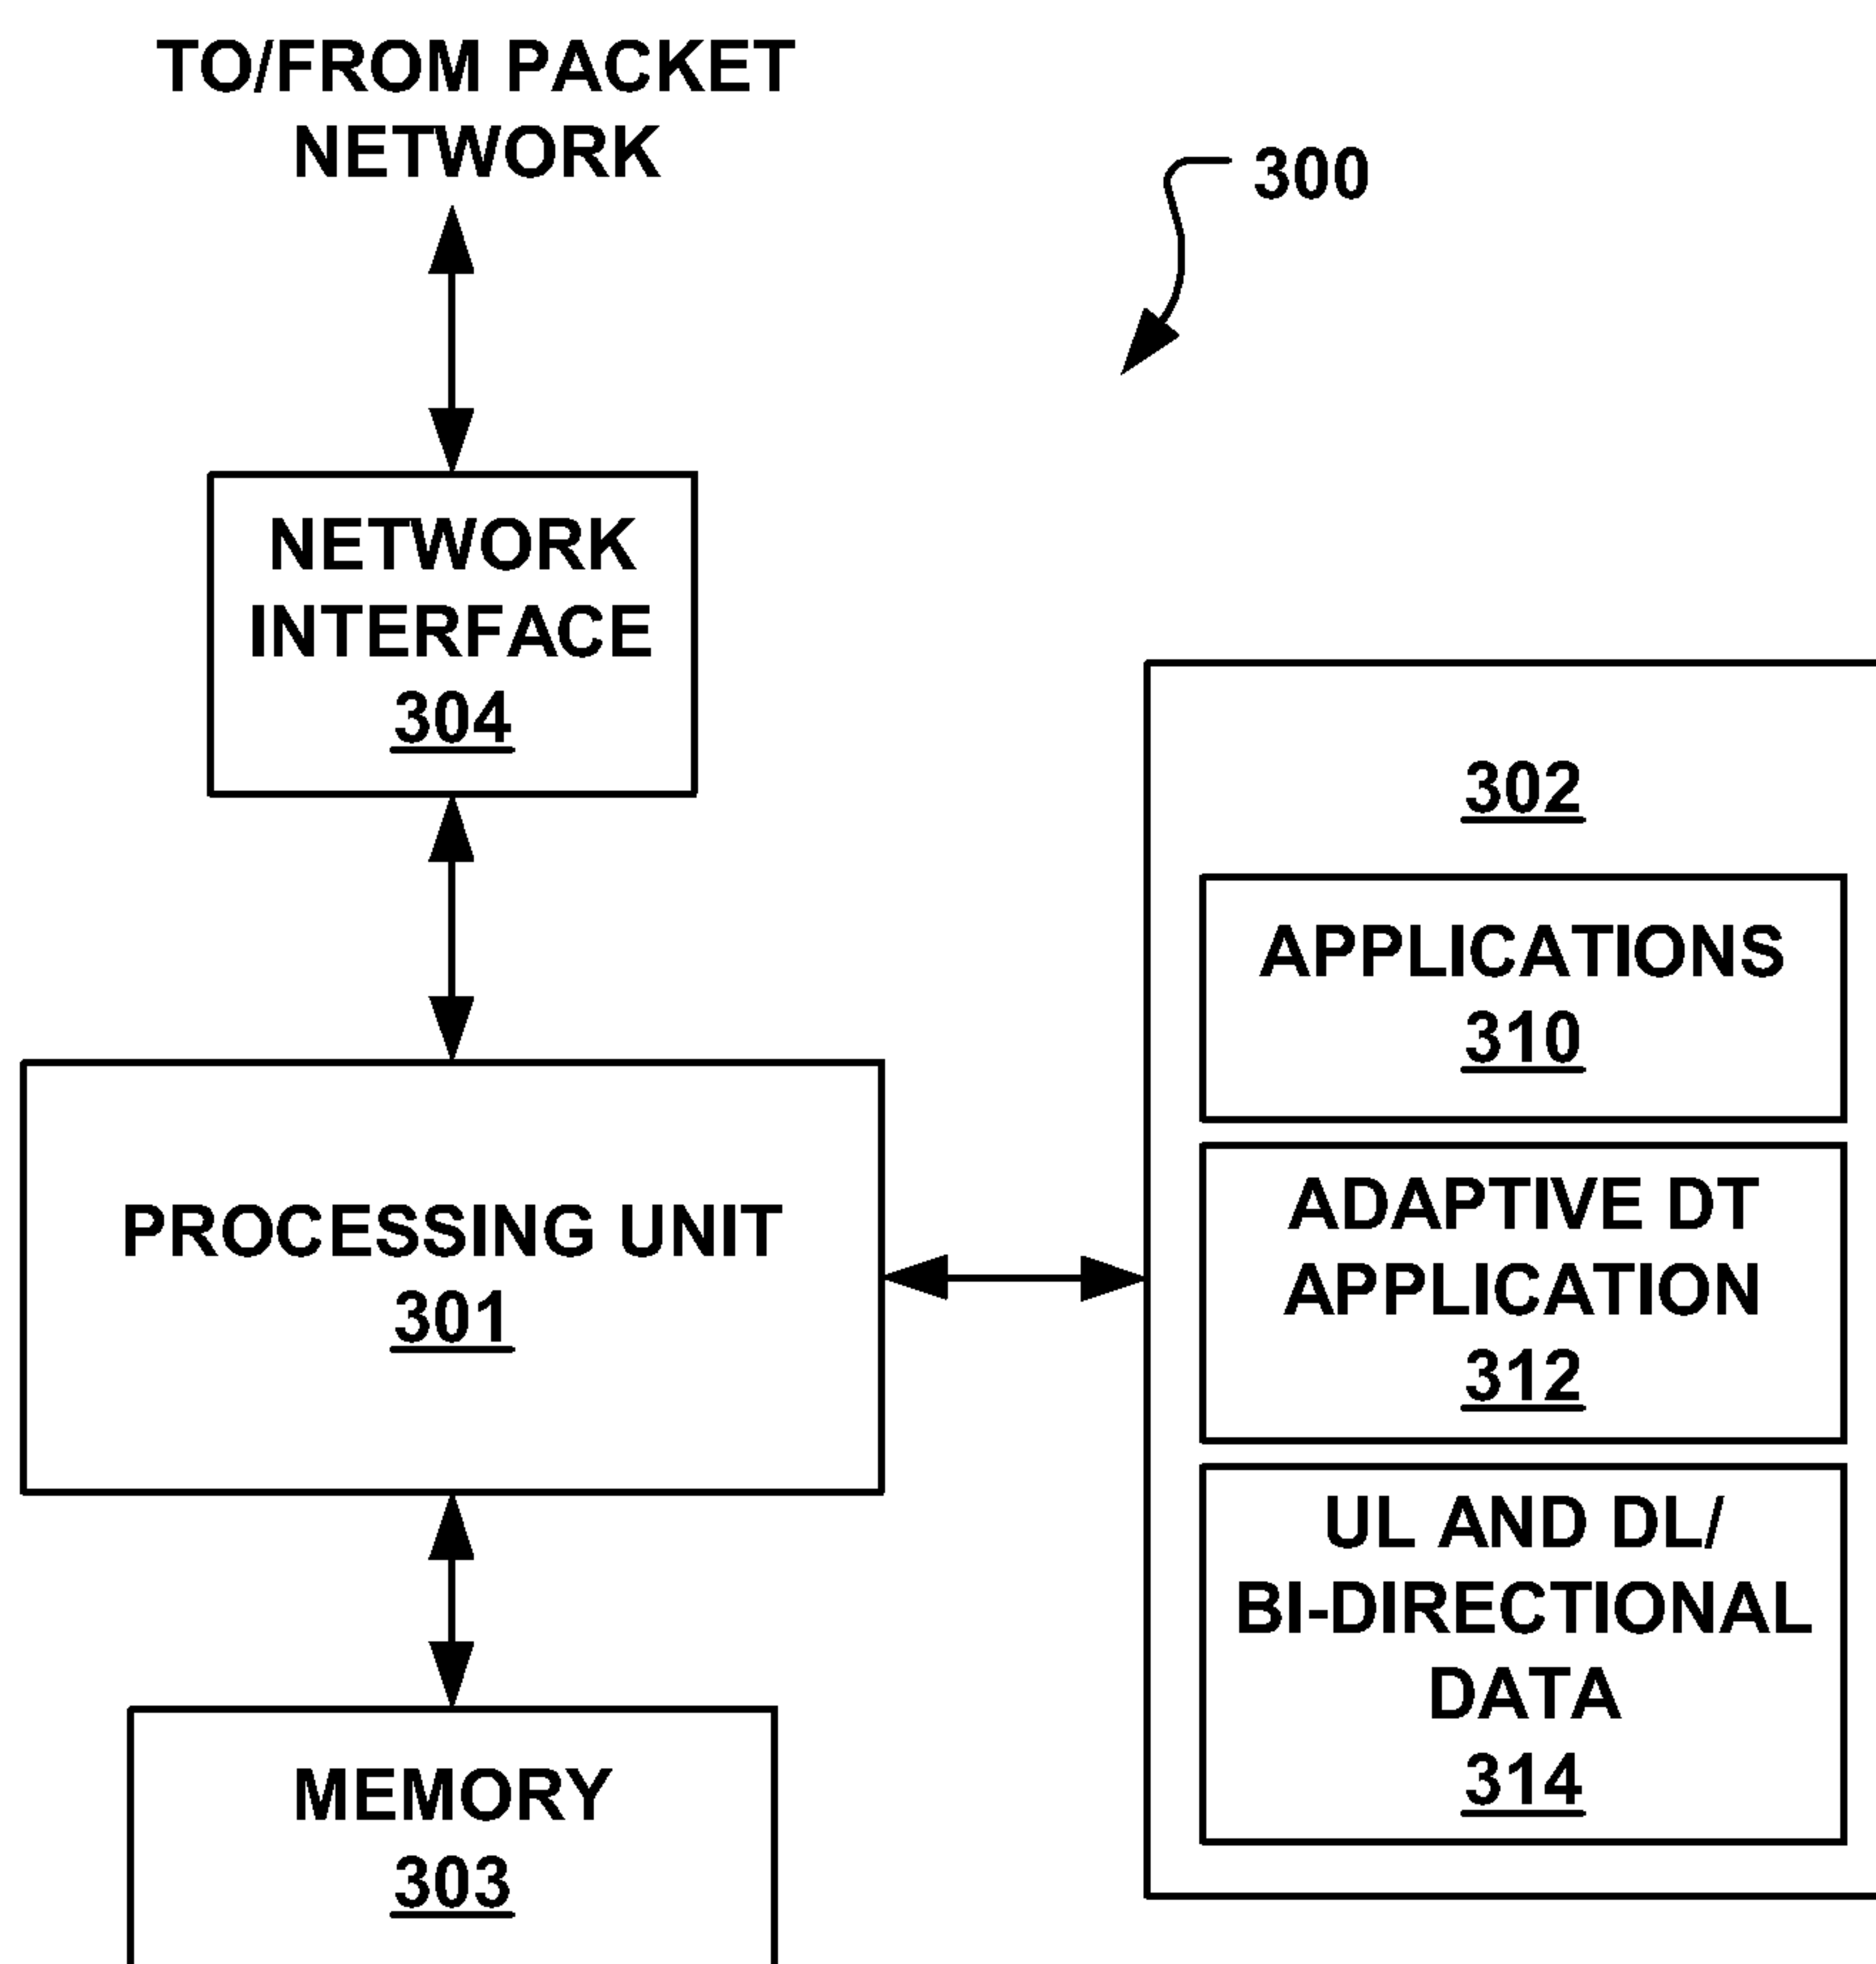 TO/FROM PACKET
NETWORK
300
NETWORK
INTERFACE
304
302
APPLICATIONS
310
ADAPTIVE DT
APPLICATION
312
PROCESSING UNIT
301
UL AND DL/
BI-DIRECTIONAL
DATA
314
MEMORY
303